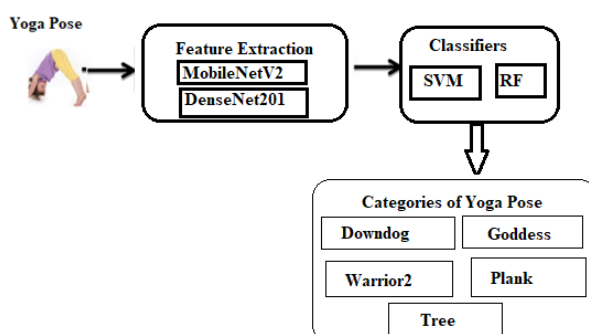 Yoga Pose
Feature Extraction
MobileNetV2
DenseNet201
Classifiers
SVM
RF
Categories of Yoga Pose
Downdog
Goddess
Warrior2
Plank
Tree